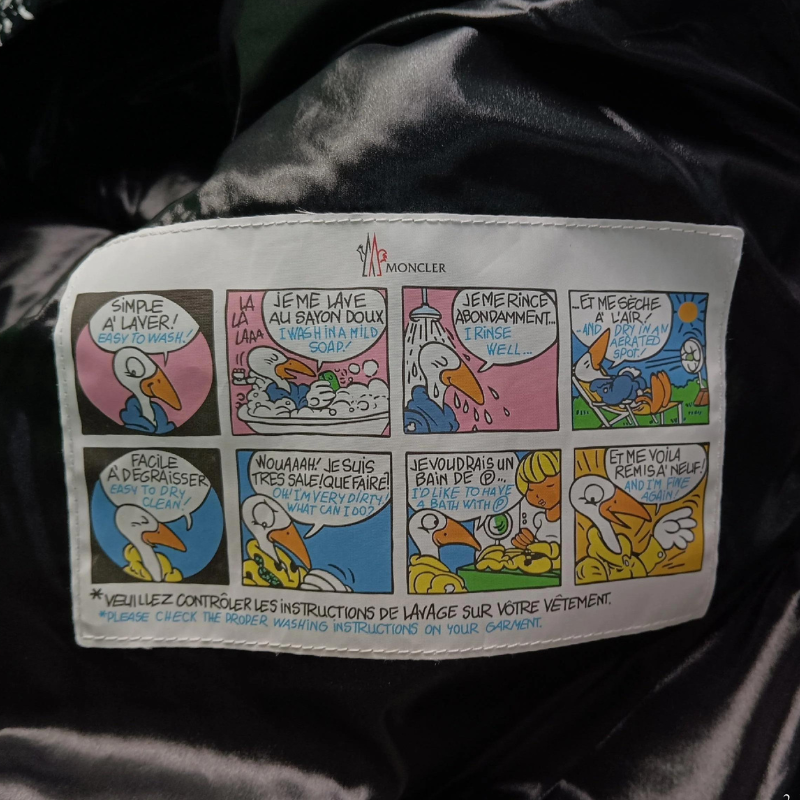 MONCLER
SIMPLE
A' LAVER!
EASY TO WASH!
LA
LÀ
LAAA
JE ME LAVE
AU SAVON DOUX
I WASH IN A MILD
SOAP!
JE ME RINCE
ABONDAMMENT...
I RINSE
WELL...
...ET ME SÈCHE
A' L'AIR!
...AND DRY IN AN
AERATED
SPOT!
FACILE
A' DÉGRAISSER
EASY TO DRY
CLEAN!
WOUAAAH! JE SUIS
TRES SALE! QUE FAIRE!
OH! I'M VERY DIRTY!
WHAT CAN I DO?
JE VOUDRAIS UN
BAIN DE Ⓟ...
I'D LIKE TO HAVE
A BATH WITH Ⓟ
ET ME VOILA
REMIS A' NEUF!
AND I'M FINE
AGAIN!
*VEUILLEZ CONTRÔLER LES INSTRUCTIONS DE LAVAGE SUR VÔTRE VÊTEMENT.
*PLEASE CHECK THE PROPER WASHING INSTRUCTIONS ON YOUR GARMENT.
2